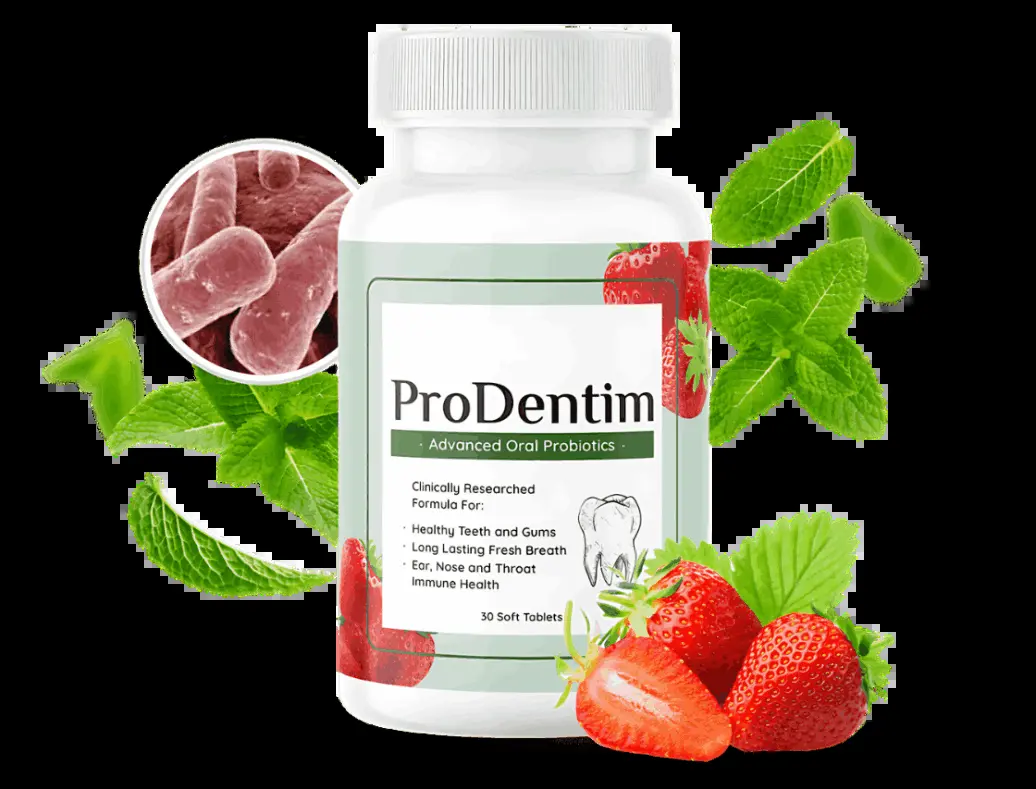 ProDentim
· Advanced Oral Probiotics ·
Clinically Researched
Formula For:
· Healthy Teeth and Gums
· Long Lasting Fresh Breath
· Ear, Nose and Throat
Immune Health
30 Soft Tablets